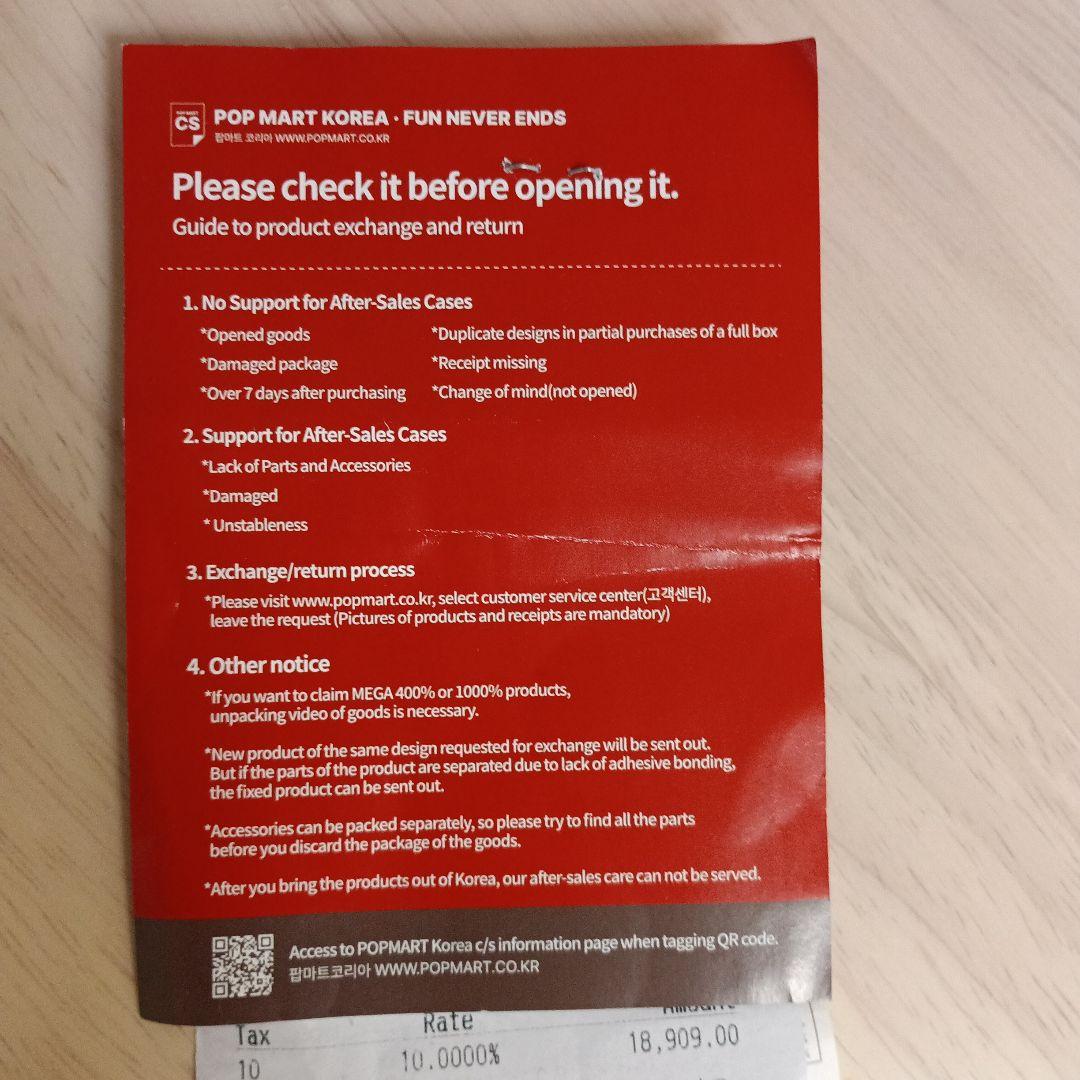 POP MART
CS
POP MART KOREA · FUN NEVER ENDS
팝마트 코리아 WWW.POPMART.CO.KR
Please check it before opening it.
Guide to product exchange and return
1. No Support for After-Sales Cases
*Opened goods *Duplicate designs in partial purchases of a full box
*Damaged package *Receipt missing
*Over 7 days after purchasing *Change of mind(not opened)
2. Support for After-Sales Cases
*Lack of Parts and Accessories
*Damaged
* Unstableness
3. Exchange/return process
*Please visit www.popmart.co.kr, select customer service center(고객센터),
leave the request (Pictures of products and receipts are mandatory)
4. Other notice
*If you want to claim MEGA 400% or 1000% products,
unpacking video of goods is necessary.
*New product of the same design requested for exchange will be sent out.
But if the parts of the product are separated due to lack of adhesive bonding,
the fixed product can be sent out.
*Accessories can be packed separately, so please try to find all the parts
before you discard the package of the goods.
*After you bring the products out of Korea, our after-sales care can not be served.
Access to POPMART Korea c/s information page when tagging QR code.
팝마트코리아 WWW.POPMART.CO.KR
Tax Rate Amount
10 10.0000% 18,909.00